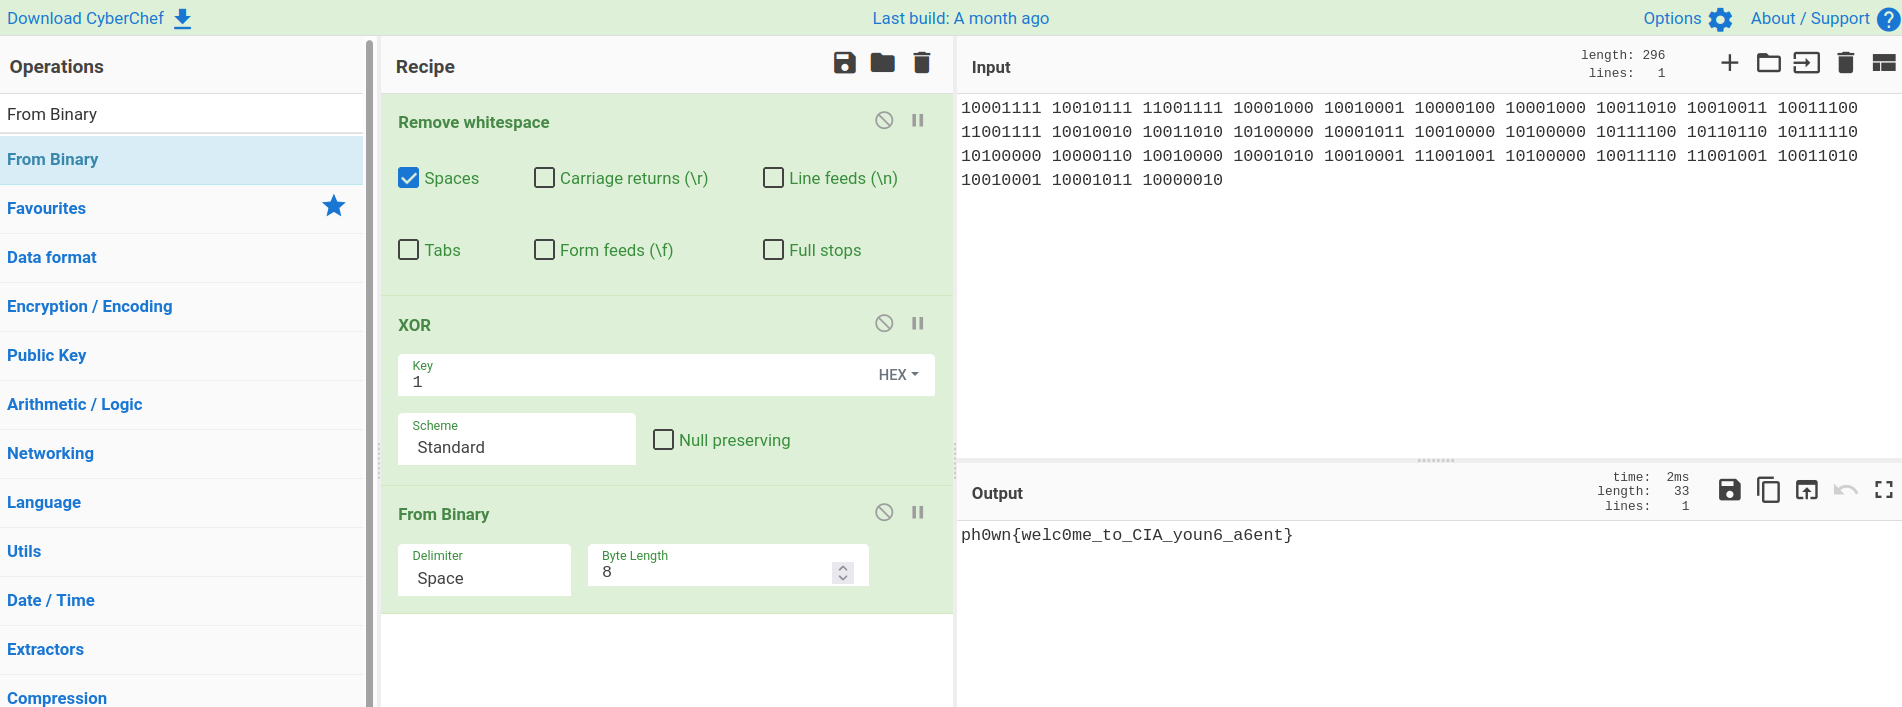 Download CyberChef
Last build: A month ago
Options
About / Support
Operations
From Binary
From Binary
Favourites
Data format
Encryption / Encoding
Public Key
Arithmetic / Logic
Networking
Language
Utils
Date / Time
Extractors
Compression
Recipe
Remove whitespace
Spaces
Carriage returns (\r)
Line feeds (\n)
Tabs
Form feeds (\f)
Full stops
XOR
Key
1
HEX
Scheme
Standard
Null preserving
From Binary
Delimiter
Space
Byte Length
8
Input
length: 296
lines: 1
10001111 10010111 11001111 10001000 10010001 10000100 10001000 10011010 10010011 10011100
11001111 10010010 10011010 10100000 10001011 10010000 10100000 10111100 10110110 10111110
10100000 10000110 10010000 10001010 10010001 11001001 10100000 10011110 11001001 10011010
10010001 10001011 10000010
Output
time: 2ms
length: 33
lines: 1
ph0wn{welc0me_to_CIA_youn6_a6ent}